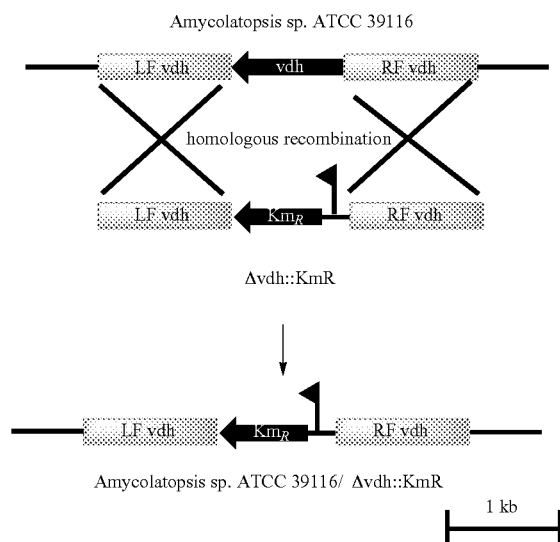 Amycolatopsis sp. ATCC 39116
LF vdh vdh RF vdh
homologous recombination
LF vdh KmR RF vdh
Δvdh::KmR
LF vdh KmR RF vdh
Amycolatopsis sp. ATCC 39116/ Δvdh::KmR
1 kb